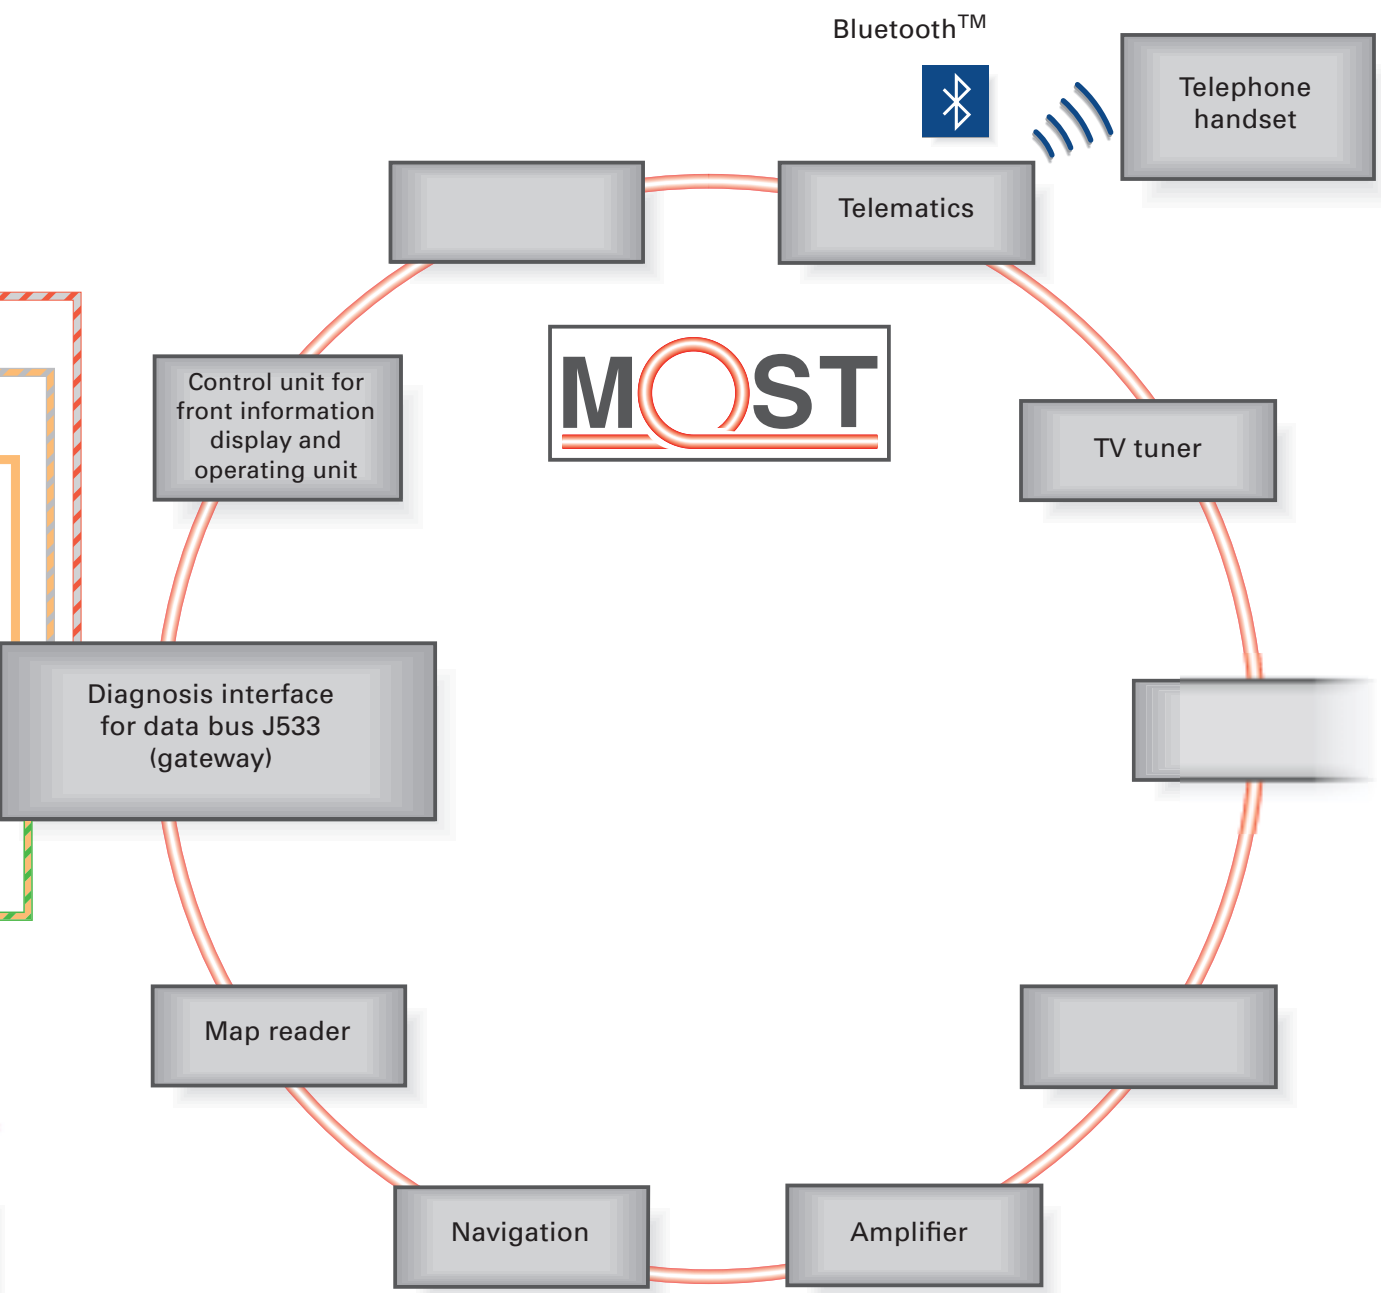 Bluetooth™
Telephone
handset
Telematics
MOST
Control unit for
front information
display and
operating unit
TV tuner
Diagnosis interface
for data bus J533
(gateway)
Map reader
Navigation
Amplifier